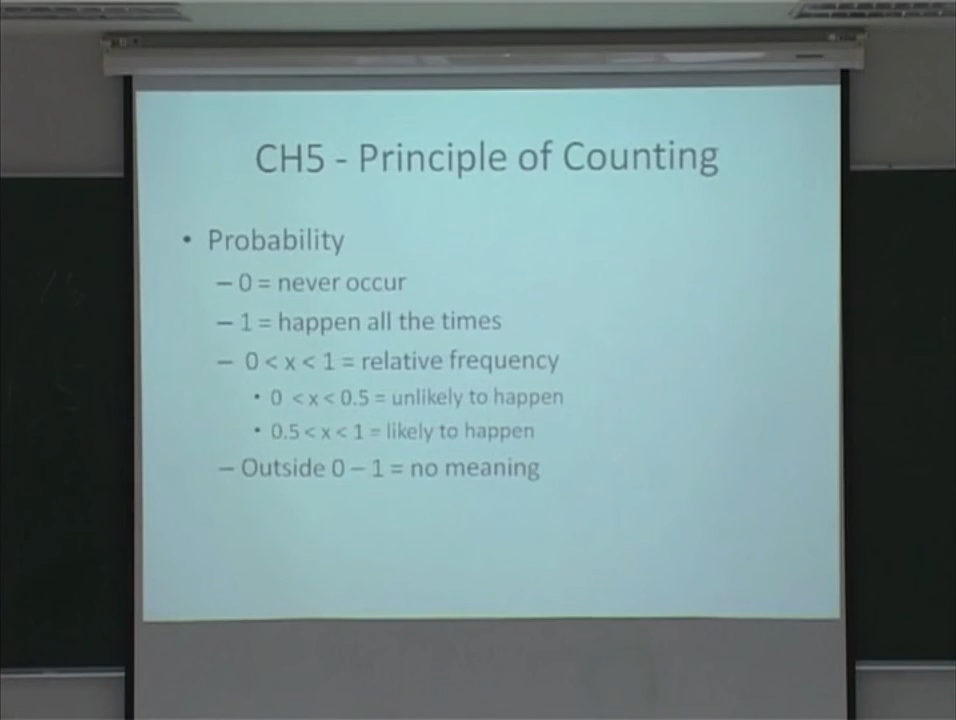 CH5 - Principle of Counting
• Probability
– 0 = never occur
– 1 = happen all the times
– 0 < x < 1 = relative frequency
• 0 < x < 0.5 = unlikely to happen
• 0.5 < x < 1 = likely to happen
– Outside 0 – 1 = no meaning